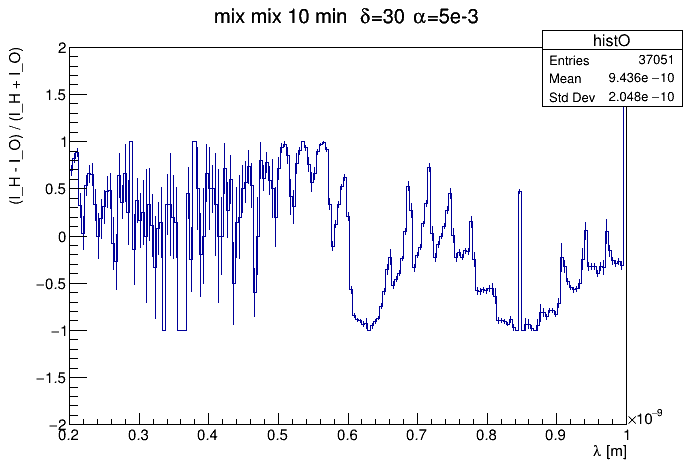 mix mix 10 min δ=30 α=5e-3
histO
Entries 37051
Mean 9.436e−10
Std Dev 2.048e−10
(I_H - I_O) / (I_H + I_O)
2
1.5
1
0.5
0
−0.5
−1
−1.5
−2
0.2 0.3 0.4 0.5 0.6 0.7 0.8 0.9 1
×10−9
λ [m]